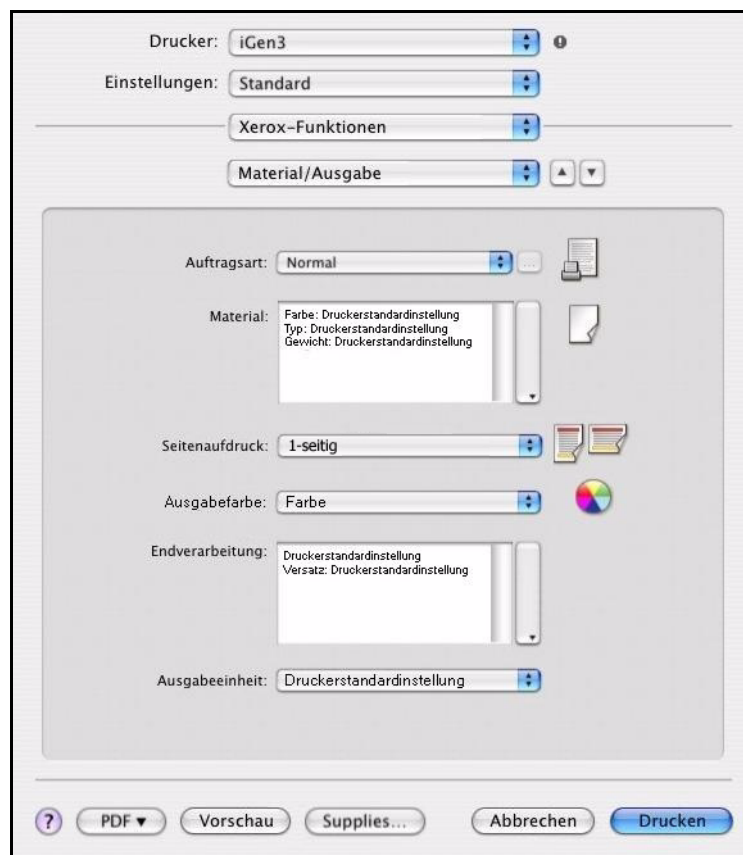 Drucker: iGen3
Einstellungen: Standard
Xerox-Funktionen
Material/Ausgabe
Auftragsart: Normal ...
Material: Farbe: Druckerstandardinstellung
Typ: Druckerstandardinstellung
Gewicht: Druckerstandardinstellung
Seitenaufdruck: 1-seitig
Ausgabefarbe: Farbe
Endverarbeitung: Druckerstandardinstellung
Versatz: Druckerstandardinstellung
Ausgabeeinheit: Druckerstandardinstellung
? PDF ▼ Vorschau Supplies... Abbrechen Drucken